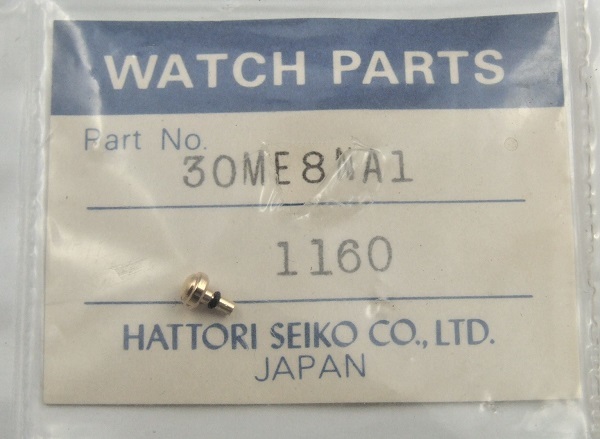 WATCH PARTS
Part No.
30ME8NA1
1160
HATTORI SEIKO CO., LTD.
JAPAN